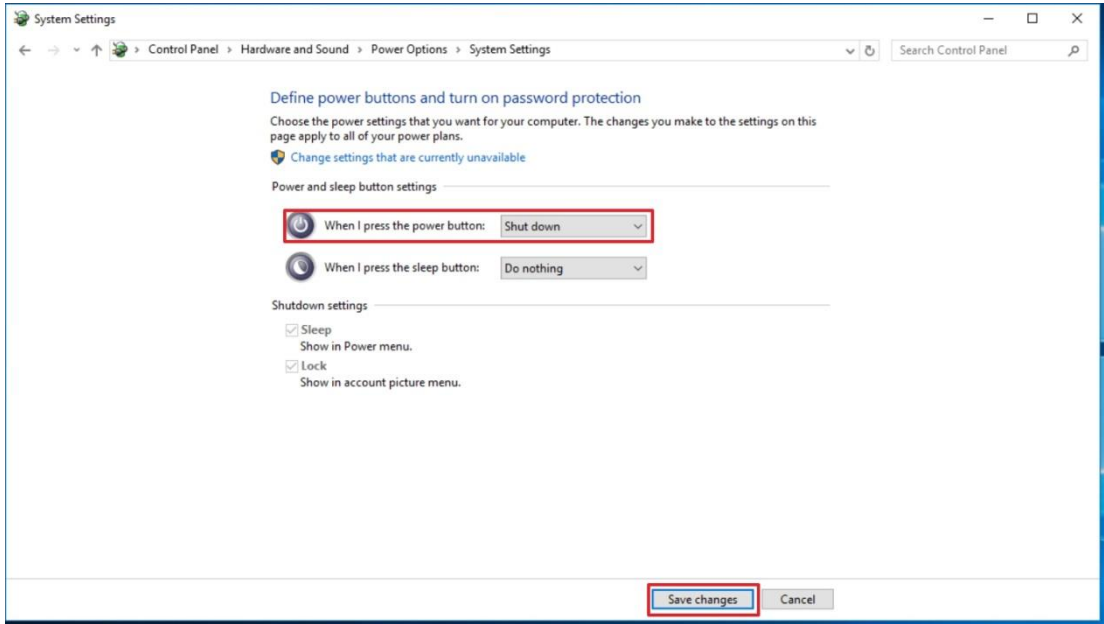 System Settings
Control Panel > Hardware and Sound > Power Options > System Settings
Search Control Panel
Define power buttons and turn on password protection
Choose the power settings that you want for your computer. The changes you make to the settings on this
page apply to all of your power plans.
Change settings that are currently unavailable
Power and sleep button settings
When I press the power button: Shut down
When I press the sleep button: Do nothing
Shutdown settings
Sleep
Show in Power menu.
Lock
Show in account picture menu.
Save changes Cancel